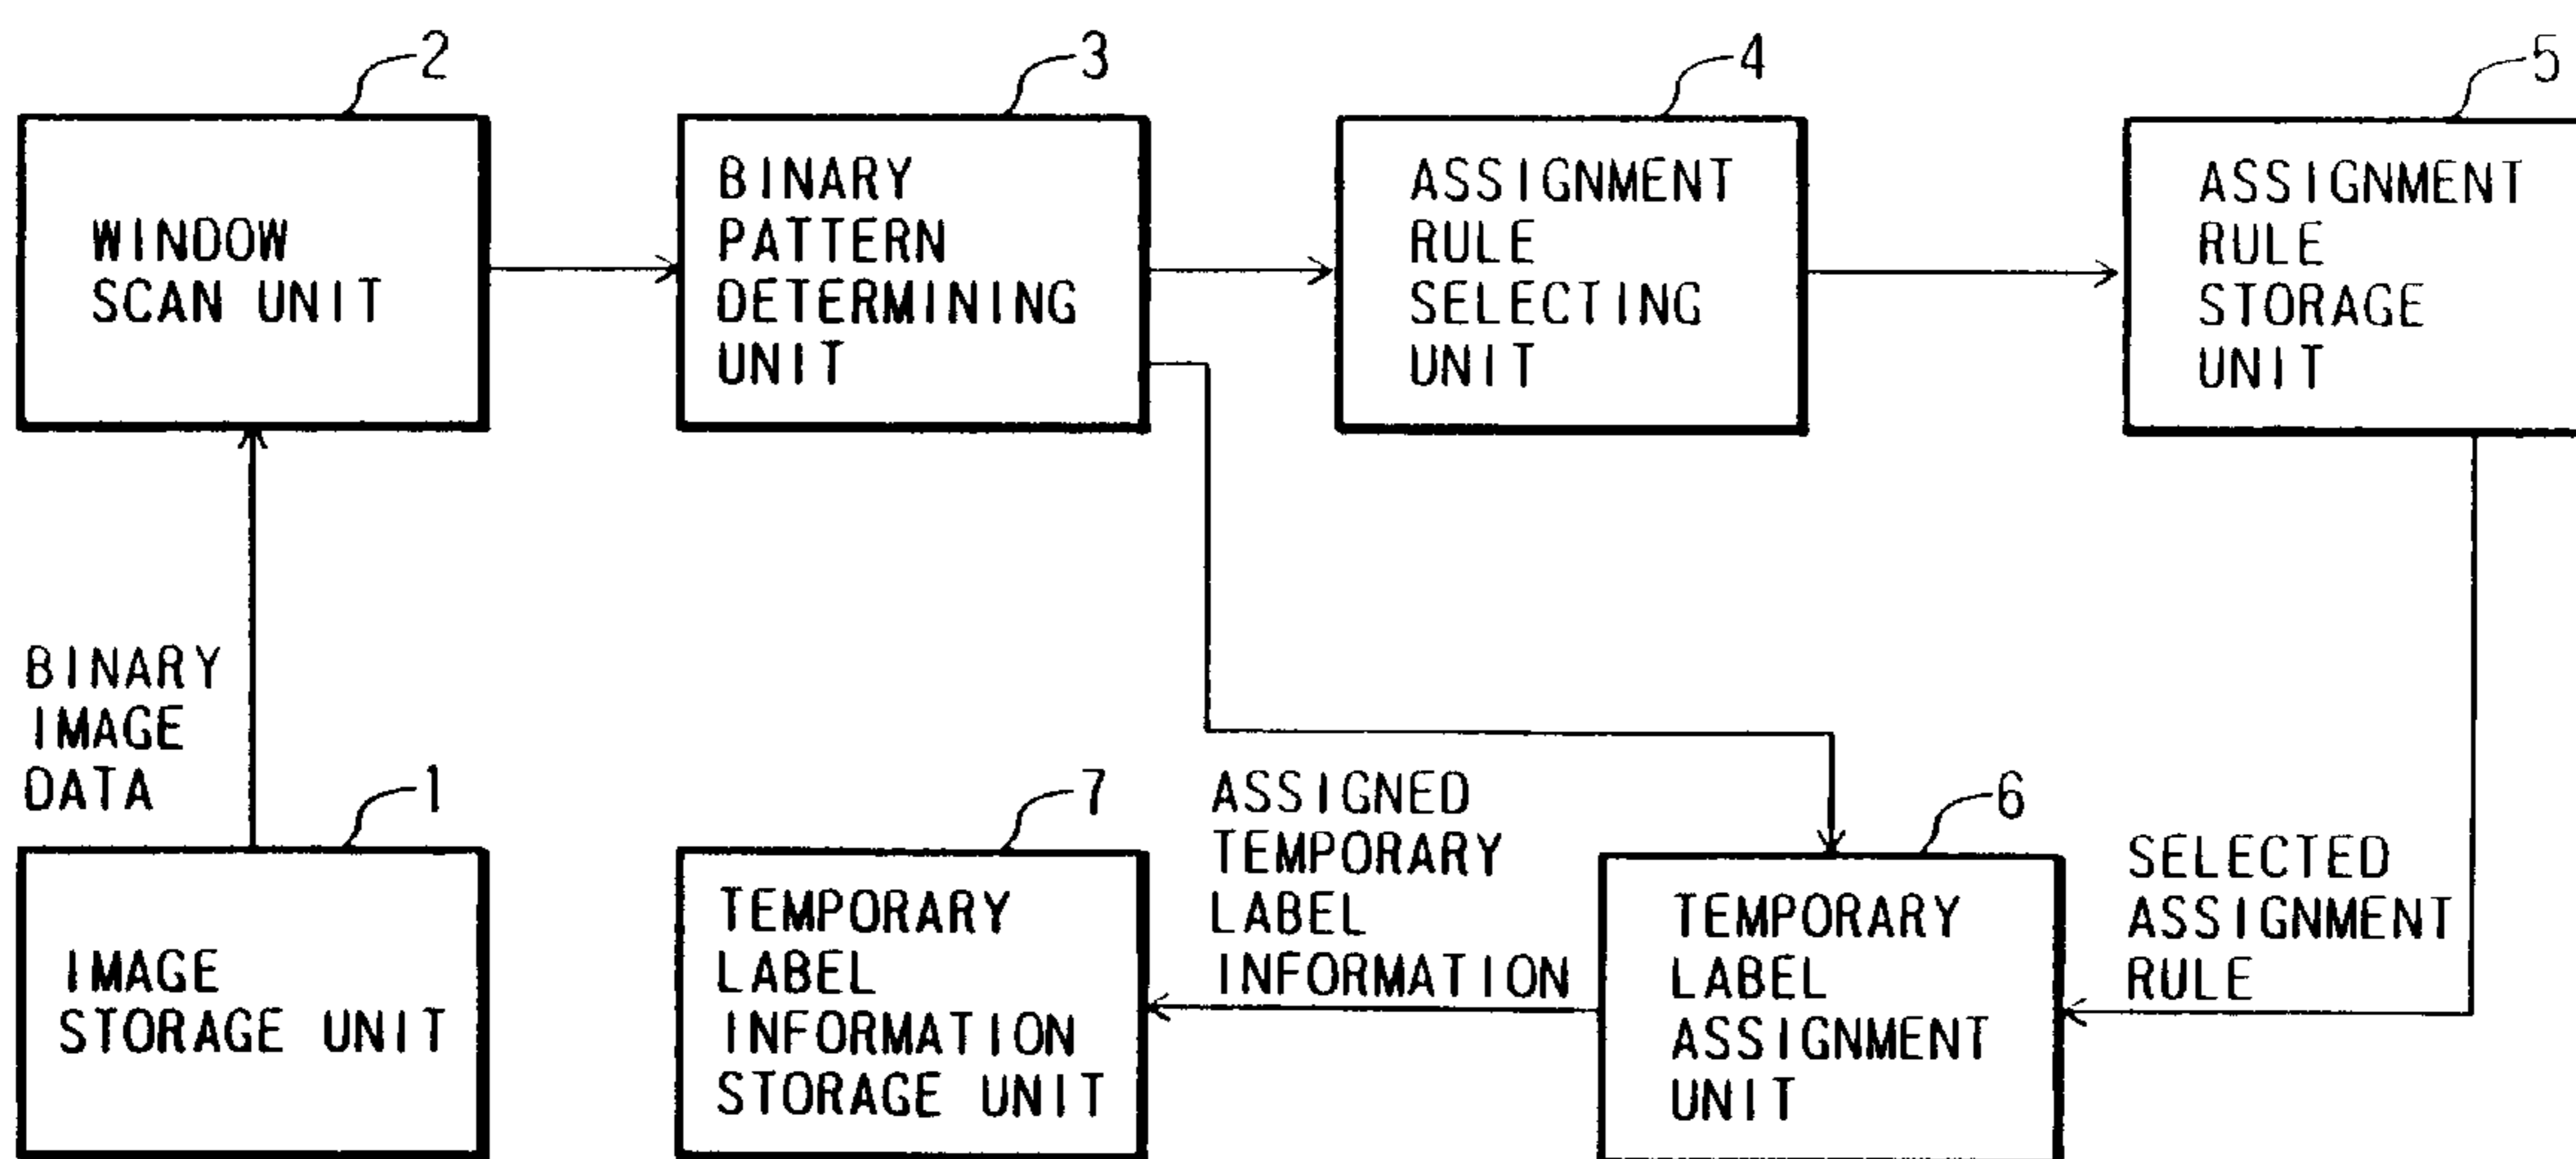 2
3
4
5
WINDOW
SCAN UNIT
BINARY
PATTERN
DETERMINING
UNIT
ASSIGNMENT
RULE
SELECTING
UNIT
ASSIGNMENT
RULE
STORAGE
UNIT
BINARY
IMAGE
DATA
1
7
6
IMAGE
STORAGE UNIT
TEMPORARY
LABEL
INFORMATION
STORAGE UNIT
ASSIGNED
TEMPORARY
LABEL
INFORMATION
TEMPORARY
LABEL
ASSIGNMENT
UNIT
SELECTED
ASSIGNMENT
RULE